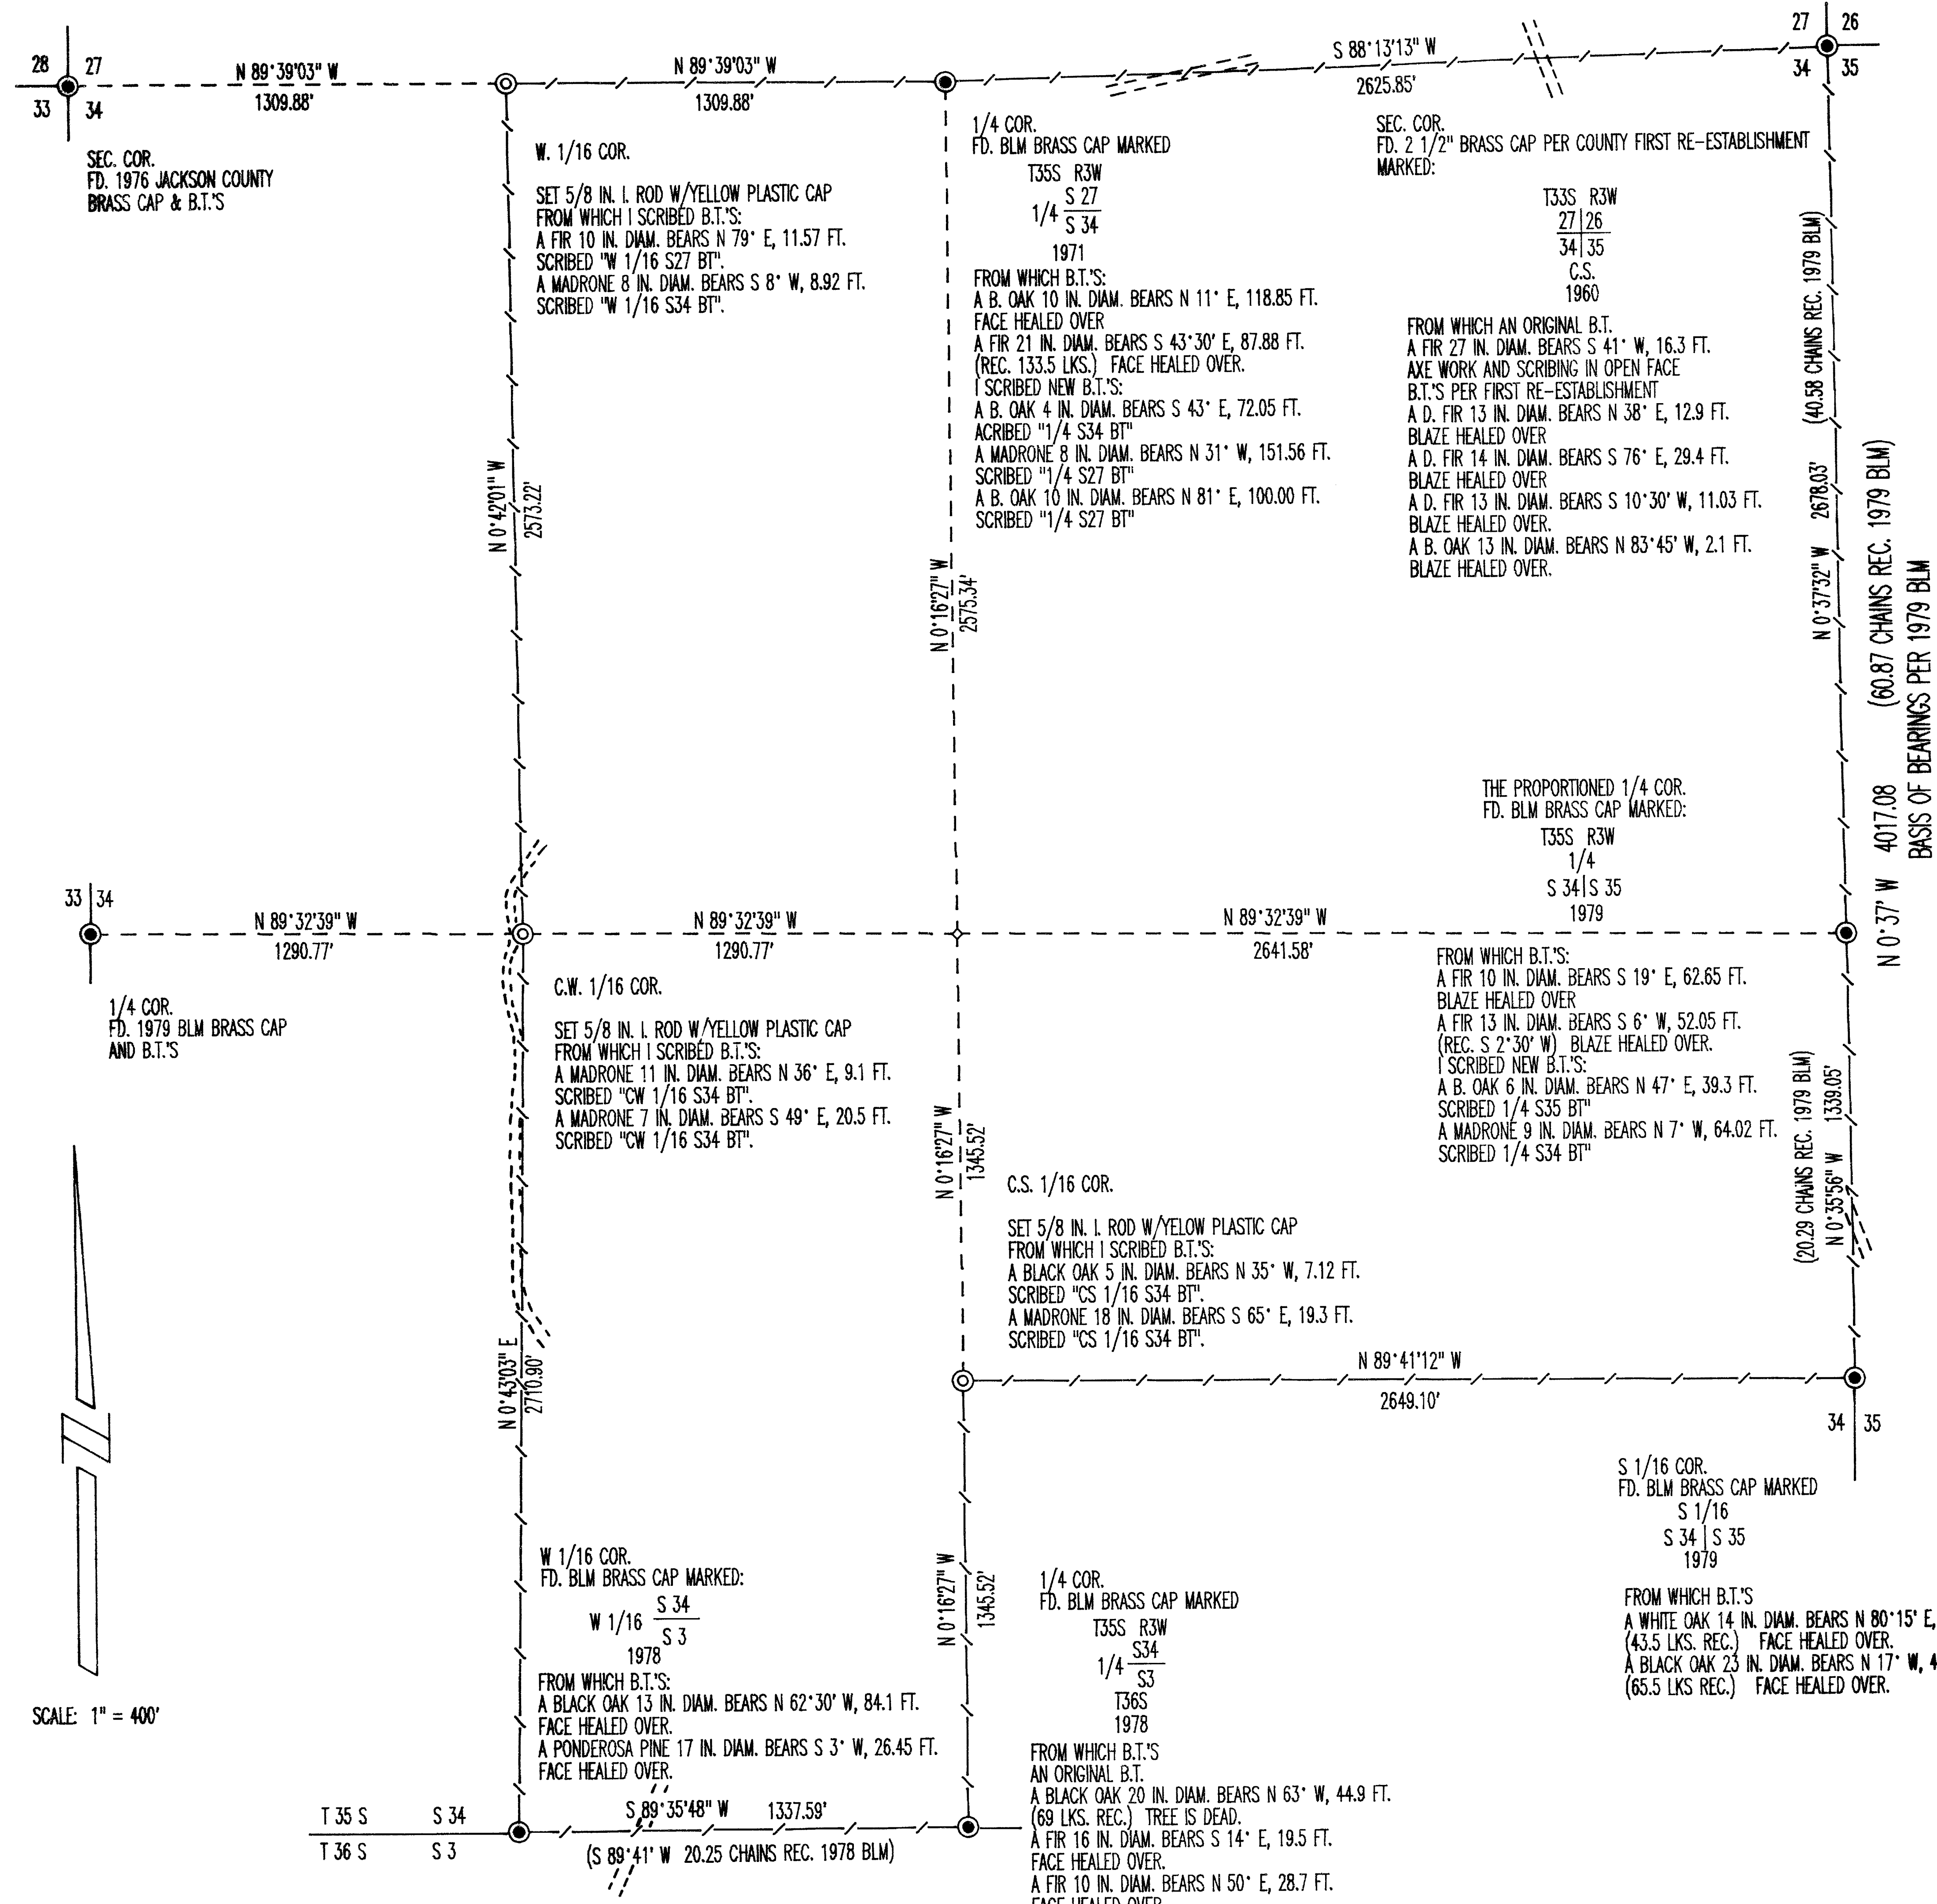 28 27
33 34
N 89°39'03" W
1309.88'
N 89°39'03" W
1309.88'
S 88°13'13" W
2625.85'
27 26
34 35
SEC. COR.
FD. 1976 JACKSON COUNTY
BRASS CAP & B.T.'S
W. 1/16 COR.
SET 5/8 IN. I. ROD W/YELLOW PLASTIC CAP
FROM WHICH I SCRIBED B.T.'S:
A FIR 10 IN. DIAM. BEARS N 79° E, 11.57 FT.
SCRIBED "W 1/16 S27 BT".
A MADRONE 8 IN. DIAM. BEARS S 8° W, 8.92 FT.
SCRIBED "W 1/16 S34 BT".
1/4 COR.
FD. BLM BRASS CAP MARKED
T35S R3W
S 27
1/4
S 34
1971
FROM WHICH B.T.'S:
A B. OAK 10 IN. DIAM. BEARS N 11° E, 118.85 FT.
FACE HEALED OVER
A FIR 21 IN. DIAM. BEARS S 43°30' E, 87.88 FT.
(REC. 133.5 LKS.) FACE HEALED OVER.
I SCRIBED NEW B.T.'S:
A B. OAK 4 IN. DIAM. BEARS S 43° E, 72.05 FT.
ACRIBED "1/4 S34 BT"
A MADRONE 8 IN. DIAM. BEARS N 31° W, 151.56 FT.
SCRIBED "1/4 S27 BT"
A B. OAK 10 IN. DIAM. BEARS N 81° E, 100.00 FT.
SCRIBED "1/4 S27 BT"
SEC. COR.
FD. 2 1/2" BRASS CAP PER COUNTY FIRST RE-ESTABLISHMENT
MARKED:
T33S R3W
27|26
34|35
C.S.
1960
FROM WHICH AN ORIGINAL B.T.
A FIR 27 IN. DIAM. BEARS S 41° W, 16.3 FT.
AXE WORK AND SCRIBING IN OPEN FACE
B.T.'S PER FIRST RE-ESTABLISHMENT
A D. FIR 13 IN. DIAM. BEARS N 38° E, 12.9 FT.
BLAZE HEALED OVER
A D. FIR 14 IN. DIAM. BEARS S 76° E, 29.4 FT.
BLAZE HEALED OVER
A D. FIR 13 IN. DIAM. BEARS S 10°30' W, 11.03 FT.
BLAZE HEALED OVER.
A B. OAK 13 IN. DIAM. BEARS N 83°45' W, 2.1 FT.
BLAZE HEALED OVER.
N 0°42'01" W
2573.22'
N 0°16'27" W
2575.34'
(40.58 CHAINS REC. 1979 BLM)
N 0°37'32" W 2678.03'
N 0°37' W 4017.08 (60.87 CHAINS REC. 1979 BLM)
BASIS OF BEARINGS PER 1979 BLM
THE PROPORTIONED 1/4 COR.
FD. BLM BRASS CAP MARKED:
T35S R3W
1/4
S 34|S 35
1979
33 34
N 89°32'39" W
1290.77'
N 89°32'39" W
1290.77'
N 89°32'39" W
2641.58'
1/4 COR.
FD. 1979 BLM BRASS CAP
AND B.T.'S
C.W. 1/16 COR.
SET 5/8 IN. I. ROD W/YELLOW PLASTIC CAP
FROM WHICH I SCRIBED B.T.'S:
A MADRONE 11 IN. DIAM. BEARS N 36° E, 9.1 FT.
SCRIBED "CW 1/16 S34 BT".
A MADRONE 7 IN. DIAM. BEARS S 49° E, 20.5 FT.
SCRIBED "CW 1/16 S34 BT".
FROM WHICH B.T.'S:
A FIR 10 IN. DIAM. BEARS S 19° E, 62.65 FT.
BLAZE HEALED OVER
A FIR 13 IN. DIAM. BEARS S 6° W, 52.05 FT.
(REC. S 2°30' W) BLAZE HEALED OVER.
I SCRIBED NEW B.T.'S:
A B. OAK 6 IN. DIAM. BEARS N 47° E, 39.3 FT.
SCRIBED 1/4 S35 BT"
A MADRONE 9 IN. DIAM. BEARS N 7° W, 64.02 FT.
SCRIBED 1/4 S34 BT"
N 0°16'27" W
1345.52'
(20.29 CHAINS REC. 1979 BLM)
N 0°35'56" W 1339.05'
C.S. 1/16 COR.
SET 5/8 IN. I. ROD W/YELOW PLASTIC CAP
FROM WHICH I SCRIBED B.T.'S:
A BLACK OAK 5 IN. DIAM. BEARS N 35° W, 7.12 FT.
SCRIBED "CS 1/16 S34 BT".
A MADRONE 18 IN. DIAM. BEARS S 65° E, 19.3 FT.
SCRIBED "CS 1/16 S34 BT".
N 0°43'03" E
2710.90'
N 89°41'12" W
2649.10'
34 35
S 1/16 COR.
FD. BLM BRASS CAP MARKED
S 1/16
S 34|S 35
1979
FROM WHICH B.T.'S
A WHITE OAK 14 IN. DIAM. BEARS N 80°15' E,
(43.5 LKS. REC.) FACE HEALED OVER.
A BLACK OAK 23 IN. DIAM. BEARS N 17° W, 4
(65.5 LKS REC.) FACE HEALED OVER.
W 1/16 COR.
FD. BLM BRASS CAP MARKED:
S 34
W 1/16
S 3
1978
FROM WHICH B.T.'S:
A BLACK OAK 13 IN. DIAM. BEARS N 62°30' W, 84.1 FT.
FACE HEALED OVER.
A PONDEROSA PINE 17 IN. DIAM. BEARS S 3° W, 26.45 FT.
FACE HEALED OVER.
N 0°16'27" W
1345.52'
1/4 COR.
FD. BLM BRASS CAP MARKED
T35S R3W
S34
1/4
S3
T36S
1978
FROM WHICH B.T.'S
AN ORIGINAL B.T.
A BLACK OAK 20 IN. DIAM. BEARS N 63° W, 44.9 FT.
(69 LKS. REC.) TREE IS DEAD.
A FIR 16 IN. DIAM. BEARS S 14° E, 19.5 FT.
FACE HEALED OVER.
A FIR 10 IN. DIAM. BEARS N 50° E, 28.7 FT.
FACE HEALED OVER
SCALE: 1" = 400'
T 35 S S 34
T 36 S S 3
S 89°35'48" W 1337.59'
(S 89°41' W 20.25 CHAINS REC. 1978 BLM)